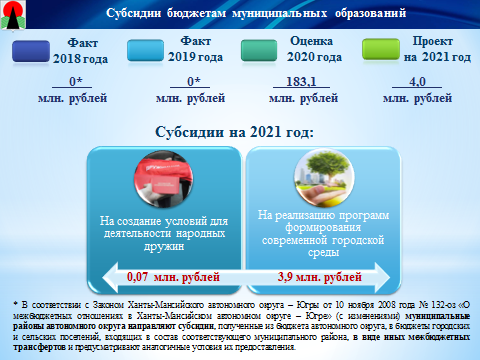 Субсидии бюджетам муниципальных образований
Факт
2018 года
Факт
2019 года
Оценка
2020 года
Проект
на 2021 год
0*
млн. рублей
0*
млн. рублей
183,1
млн. рублей
4,0
млн. рублей
Субсидии на 2021 год:
На создание условий для
деятельности народных
дружин
На реализацию программ
формирования
современной городской
среды
0,07 млн. рублей
3,9 млн. рублей
* В соответствии с Законом Ханты-Мансийского автономного округа – Югры от 10 ноября 2008 года № 132-оз «О
межбюджетных отношениях в Ханты-Мансийском автономном округе – Югре» (с изменениями) муниципальные
районы автономного округа направляют субсидии, полученные из бюджета автономного округа, в бюджеты городских
и сельских поселений, входящих в состав соответствующего муниципального района, в виде иных межбюджетных
трансфертов и предусматривают аналогичные условия их предоставления.